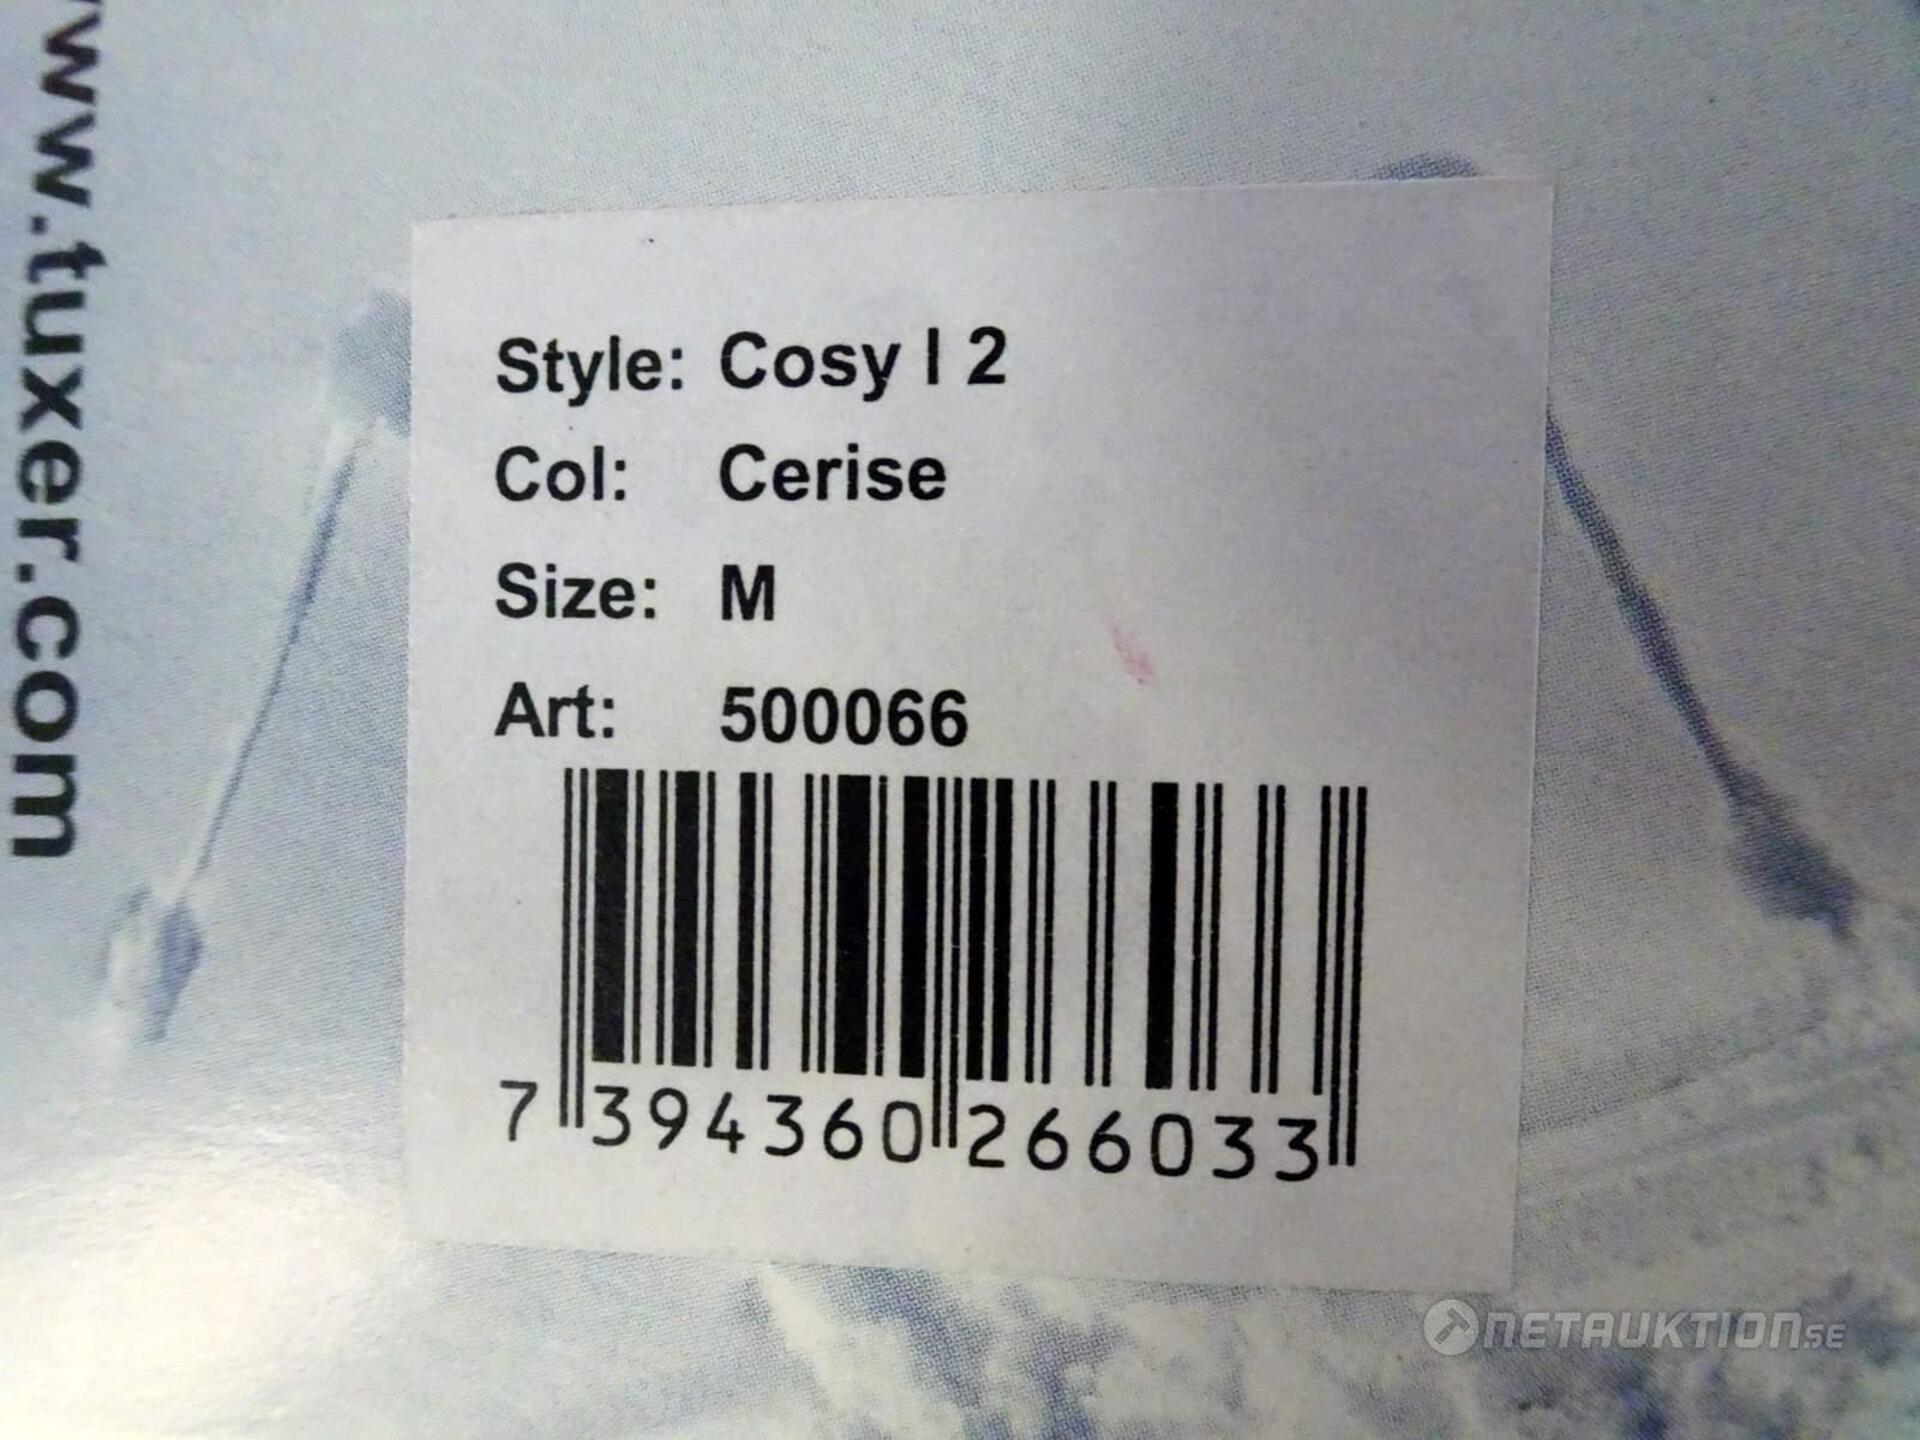 www.tuxer.com
Style: Cosy I 2
Col: Cerise
Size: M
Art: 500066
7 394360 266033
NETAUKTION.SE